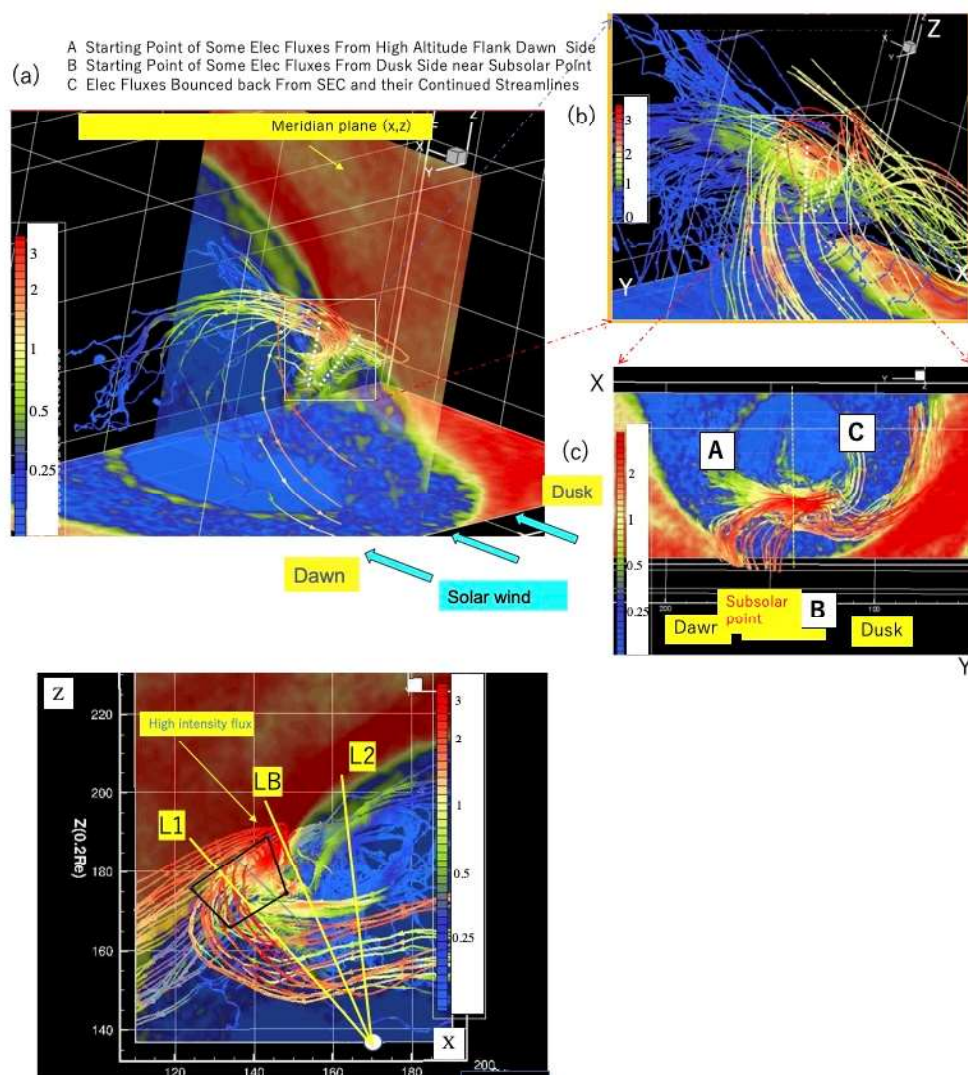 A Starting Point of Some Elec Fluxes From High Altitude Flank Dawn Side
B Starting Point of Some Elec Fluxes From Dusk Side near Subsolar Point
C Elec Fluxes Bounced back From SEC and their Continued Streamlines
(a)
Meridian plane (x,z)
Z
X
Y
3
2
1
0.5
0.25
Dusk
Dawn
Solar wind
(b)
Z
X
Y
3
2
1
0
Y
X
(c)
X
Y
Z
A
C
2
1
0.5
0.25
200
100
Subsolar
point
B
Dawr
Dusk
Y
Z
High intensity flux
L1
LB
L2
Z(0.2Re)
220
200
180
160
140
120
140
160
180
200
3
2
1
0.5
0.25
X